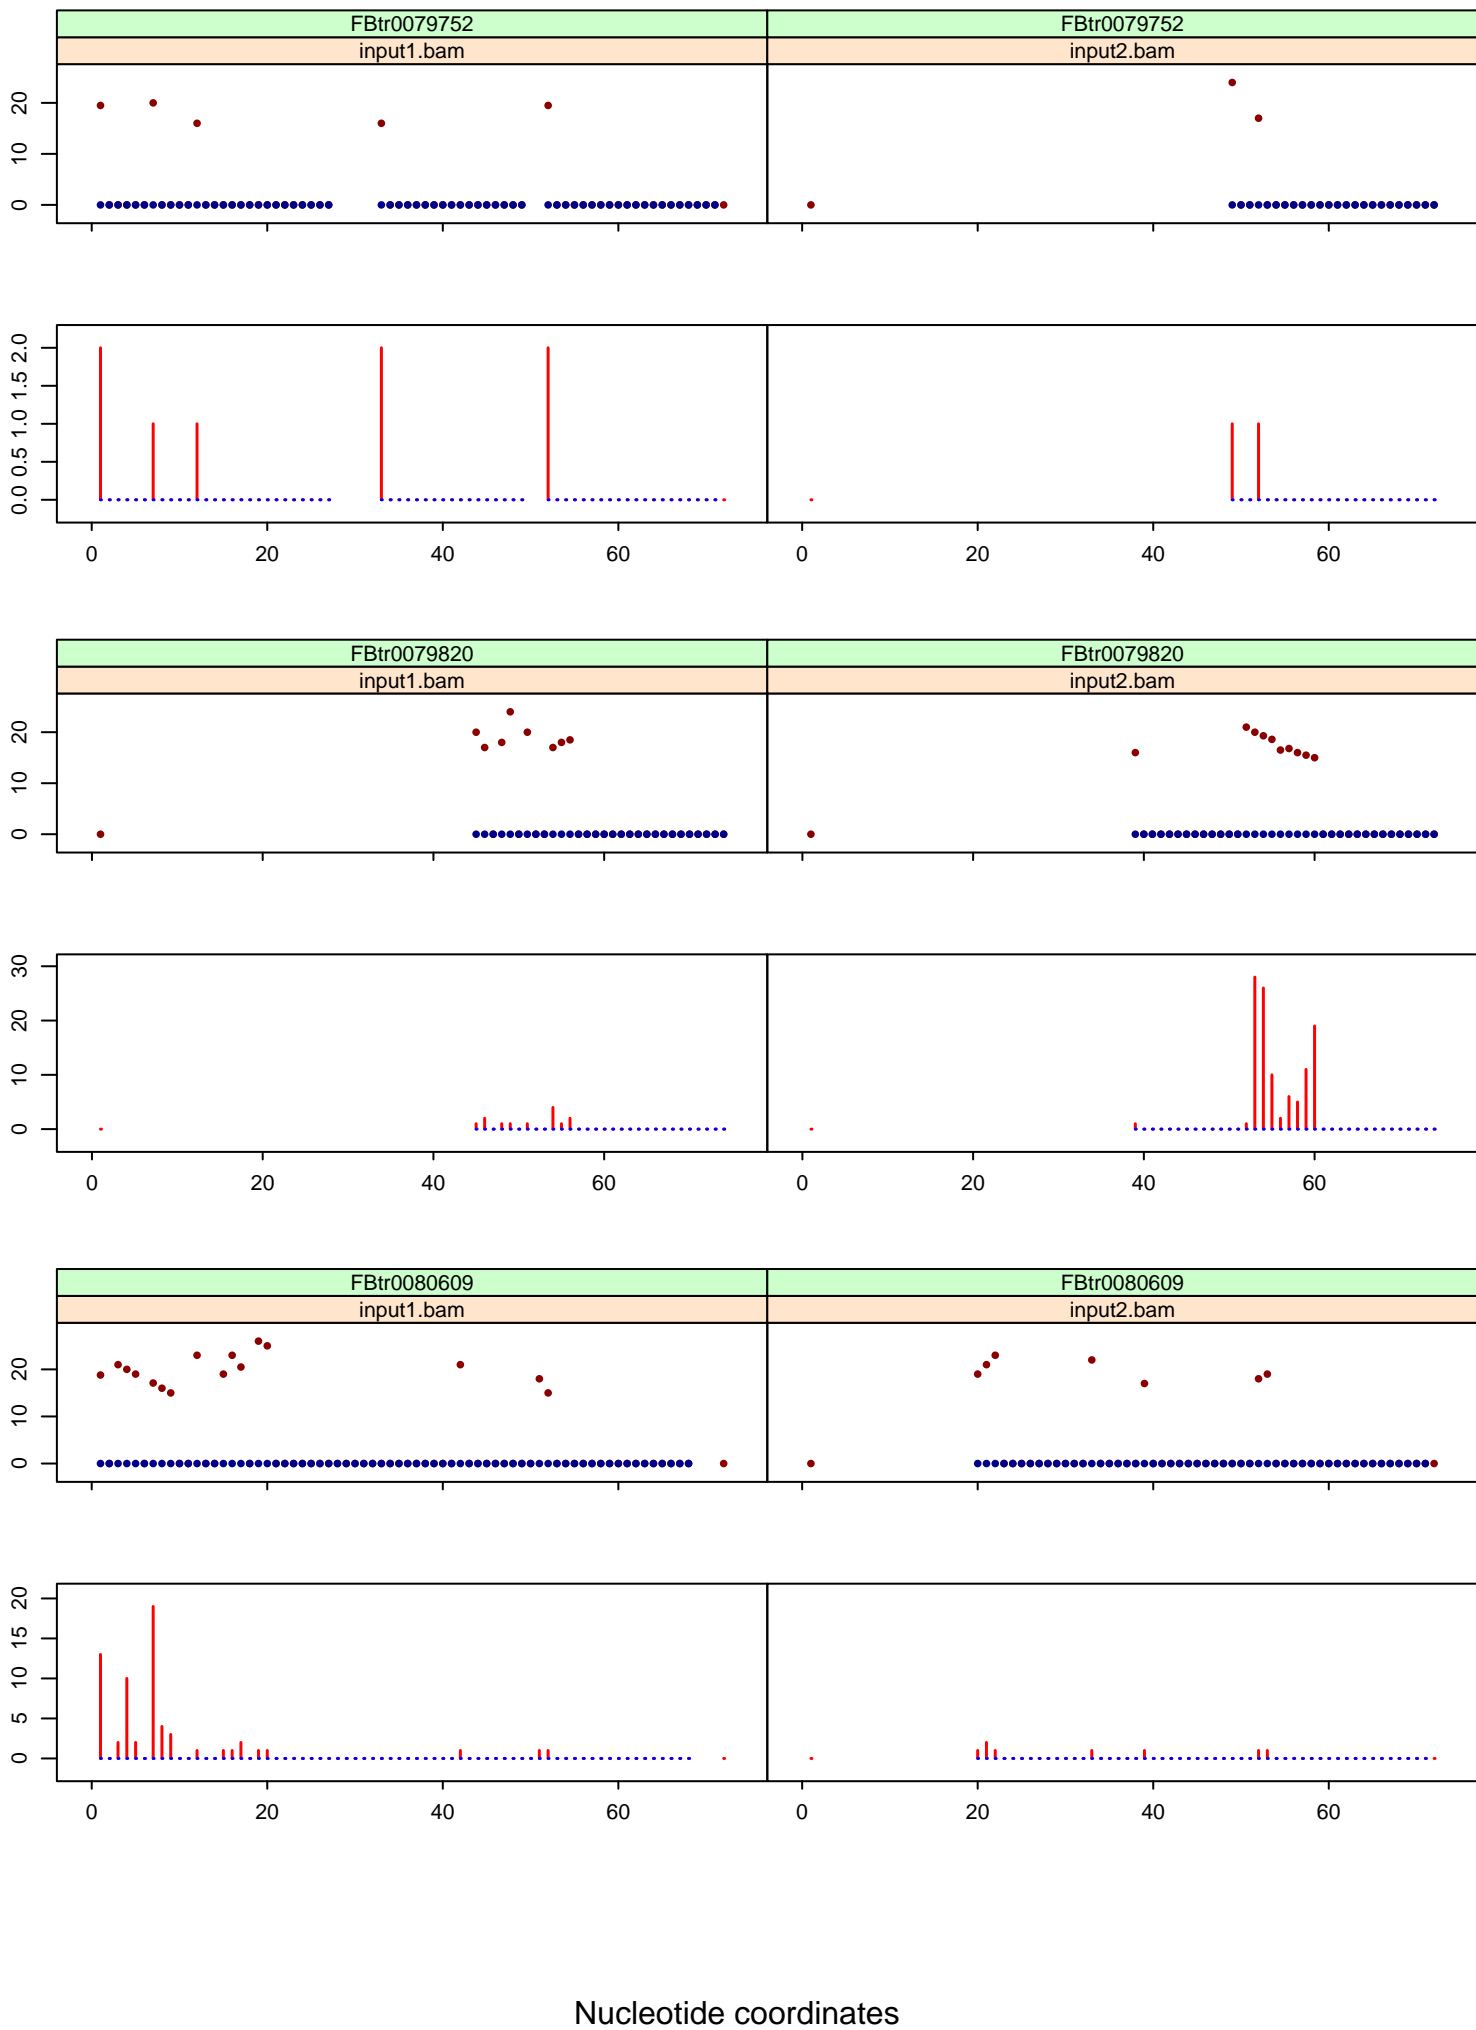 FBtr0079752 FBtr0079752
input1.bam input2.bam
20
10
0
2.0
1.5
1.0
0.5
0.0
0 20 40 60 0 20 40 60
FBtr0079820 FBtr0079820
input1.bam input2.bam
20
10
0
30
20
10
0
0 20 40 60 0 20 40 60
FBtr0080609 FBtr0080609
input1.bam input2.bam
20
10
0
20
15
10
5
0
0 20 40 60 0 20 40 60
Nucleotide coordinates